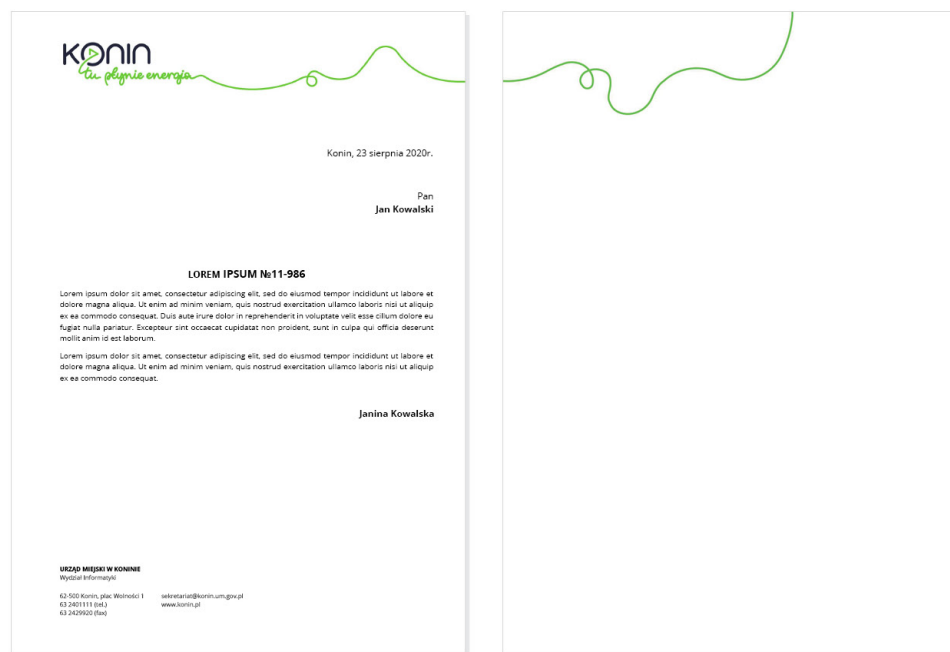 KONIN
tu płynie energia
Konin, 23 sierpnia 2020r.
Pan
Jan Kowalski
LOREM IPSUM №11-986
Lorem ipsum dolor sit amet, consectetur adipiscing elit, sed do eiusmod tempor incididunt ut labore et
dolore magna aliqua. Ut enim ad minim veniam, quis nostrud exercitation ullamco laboris nisi ut aliquip
ex ea commodo consequat. Duis aute irure dolor in reprehenderit in voluptate velit esse cillum dolore eu
fugiat nulla pariatur. Excepteur sint occaecat cupidatat non proident, sunt in culpa qui officia deserunt
mollit anim id est laborum.
Lorem ipsum dolor sit amet, consectetur adipiscing elit, sed do eiusmod tempor incididunt ut labore et
dolore magna aliqua. Ut enim ad minim veniam, quis nostrud exercitation ullamco laboris nisi ut aliquip
ex ea commodo consequat.
Janina Kowalska
URZĄD MIEJSKI W KONINIE
Wydział Informatyki
62-500 Konin, plac Wolności 1 sekretariat@konin.um.gov.pl
63 2401111 (tel.) www.konin.pl
63 2429920 (fax)